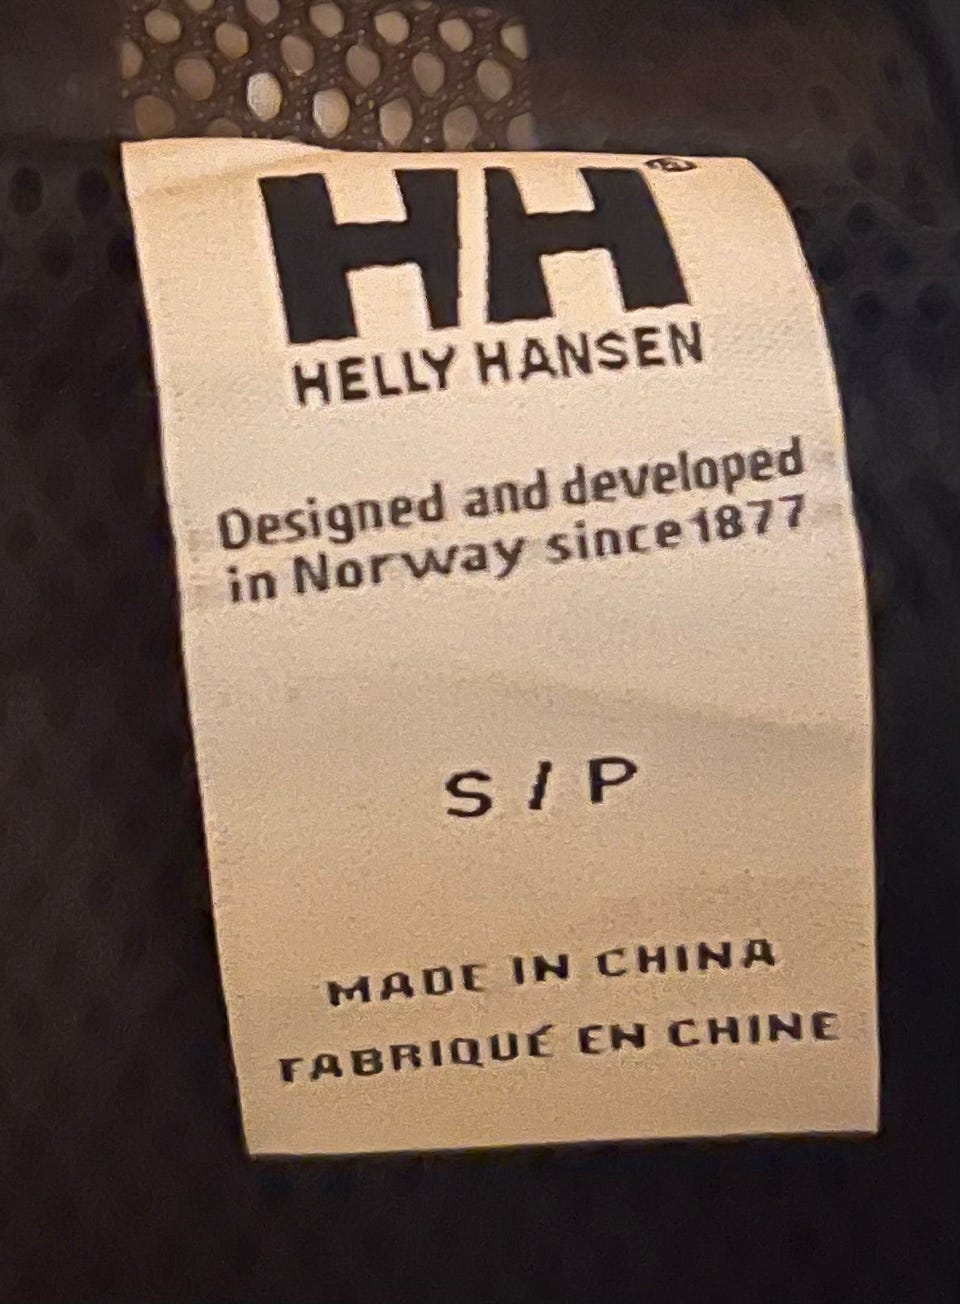 HH®
HELLY HANSEN
Designed and developed
in Norway since 1877
S / P
MADE IN CHINA
FABRIQUÉ EN CHINE